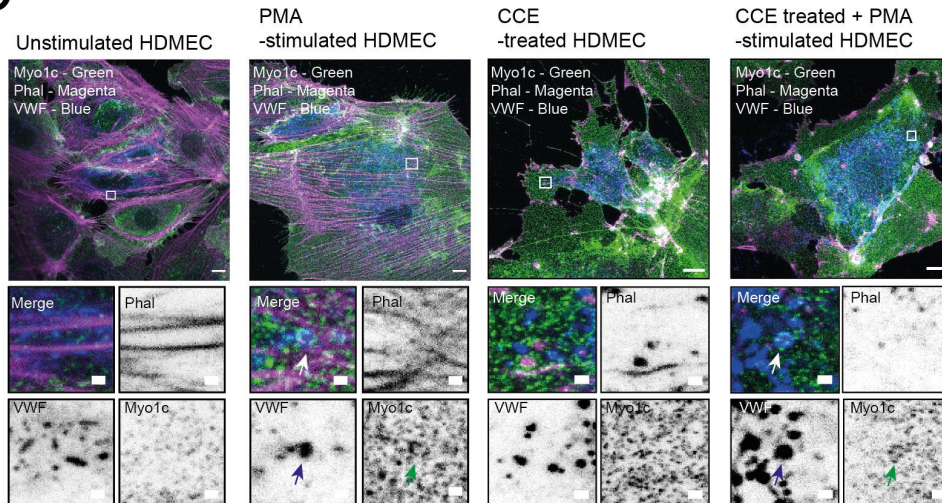 Unstimulated HDMEC
PMA
-stimulated HDMEC
CCE
-treated HDMEC
CCE treated + PMA
-stimulated HDMEC
Myo1c - Green
Phal - Magenta
VWF - Blue
Myo1c - Green
Phal - Magenta
VWF - Blue
Myo1c - Green
Phal - Magenta
VWF - Blue
Myo1c - Green
Phal - Magenta
VWF - Blue
Merge
Phal
Merge
Phal
Merge
Phal
Merge
Phal
VWF
Myo1c
VWF
Myo1c
VWF
Myo1c
VWF
Myo1c